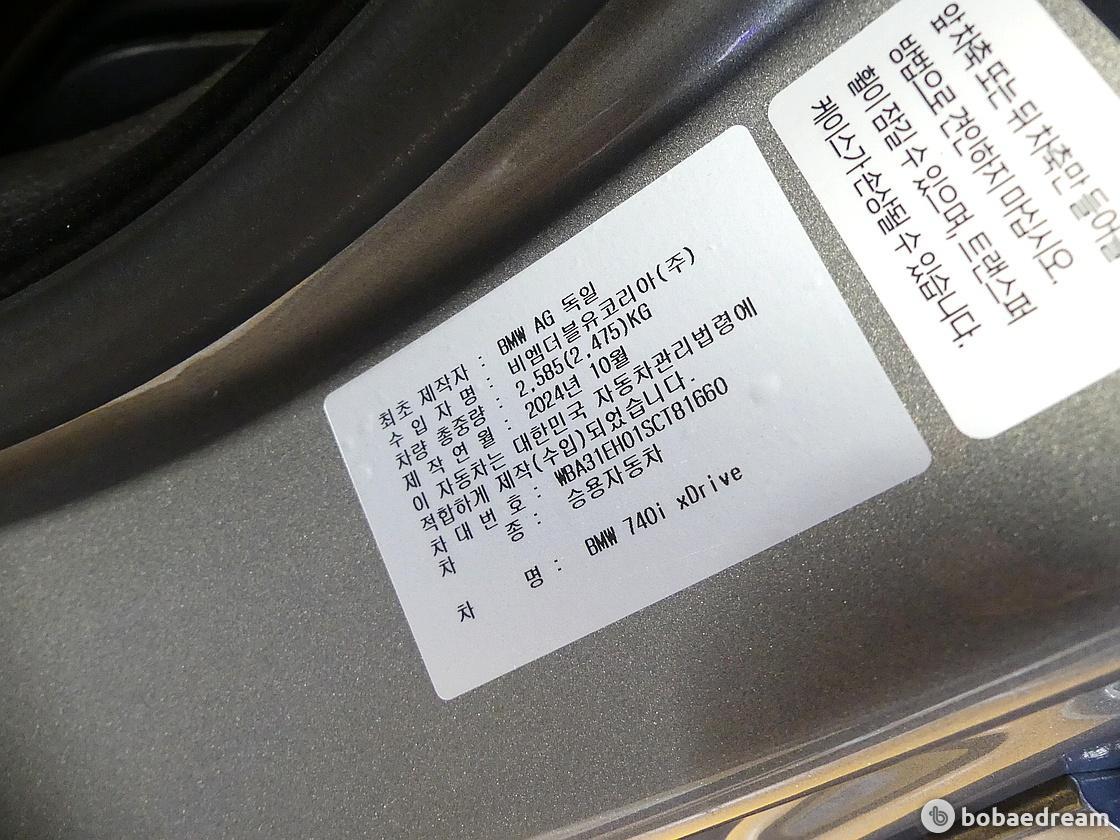 최초 제작자 : BMW AG 독일
수 입 자 명 : 비엠더블유코리아(주)
차량 총중량 : 2,585(2,475)KG
제 작 연 월 : 2024년 10월
이 자동차는 대한민국 자동차관리법령에
적합하게 제작(수입)되었습니다.
차 대 번 호 : WBA31EH01SCT81660
차 종 : 승용자동차
차 명 : BMW 740i xDrive
앞 차축 또는 뒤 차축만 들어올
방법으로 견인하지 마십시오.
휠이 잠길 수 있으며, 트랜스퍼
케이스가 손상될 수 있습니다.
bobaedream